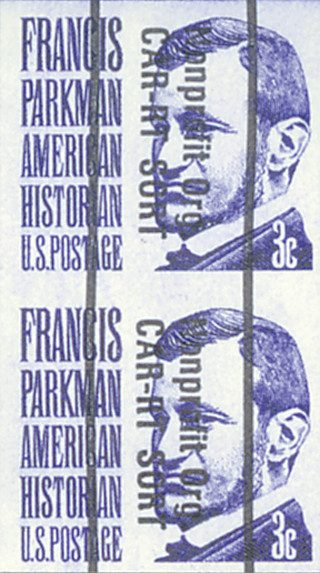 FRANCIS
PARKMAN
AMERICAN
HISTORIAN
U.S.POSTAGE
3c
Nonprofit Org
CAR-RT SORT
FRANCIS
PARKMAN
AMERICAN
HISTORIAN
U.S.POSTAGE
3c
Nonprofit Org
CAR-RT SORT